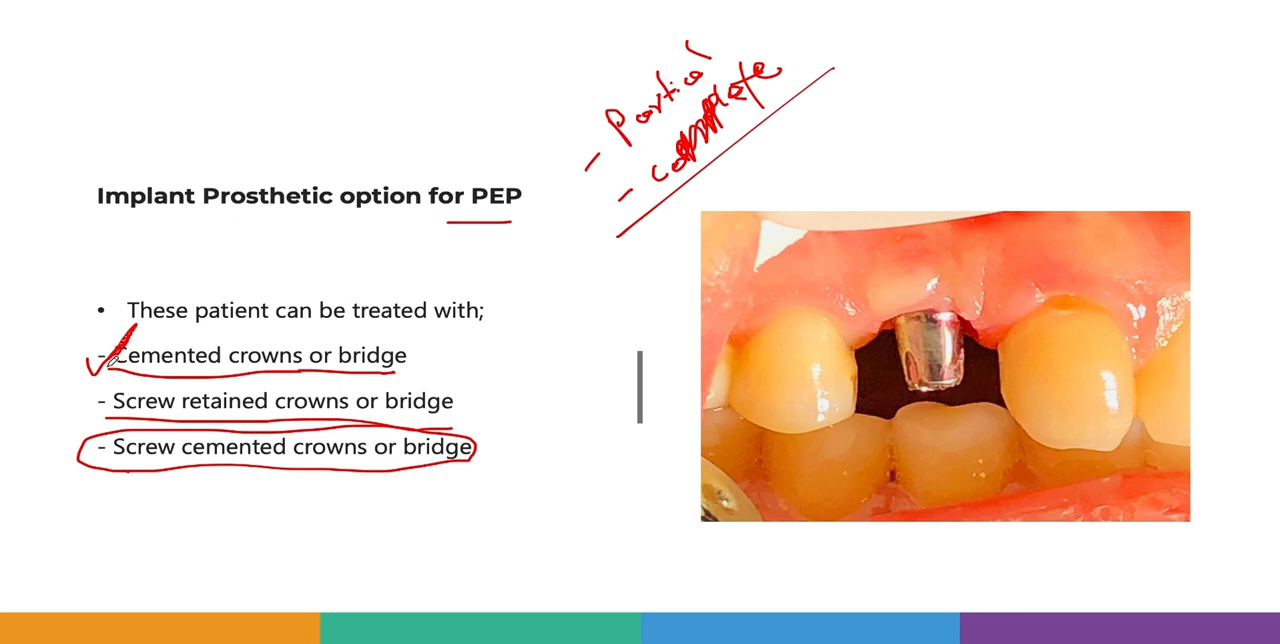 - Partial
- complete
Implant Prosthetic option for PEP
• These patient can be treated with;
- Cemented crowns or bridge
- Screw retained crowns or bridge
- Screw cemented crowns or bridge